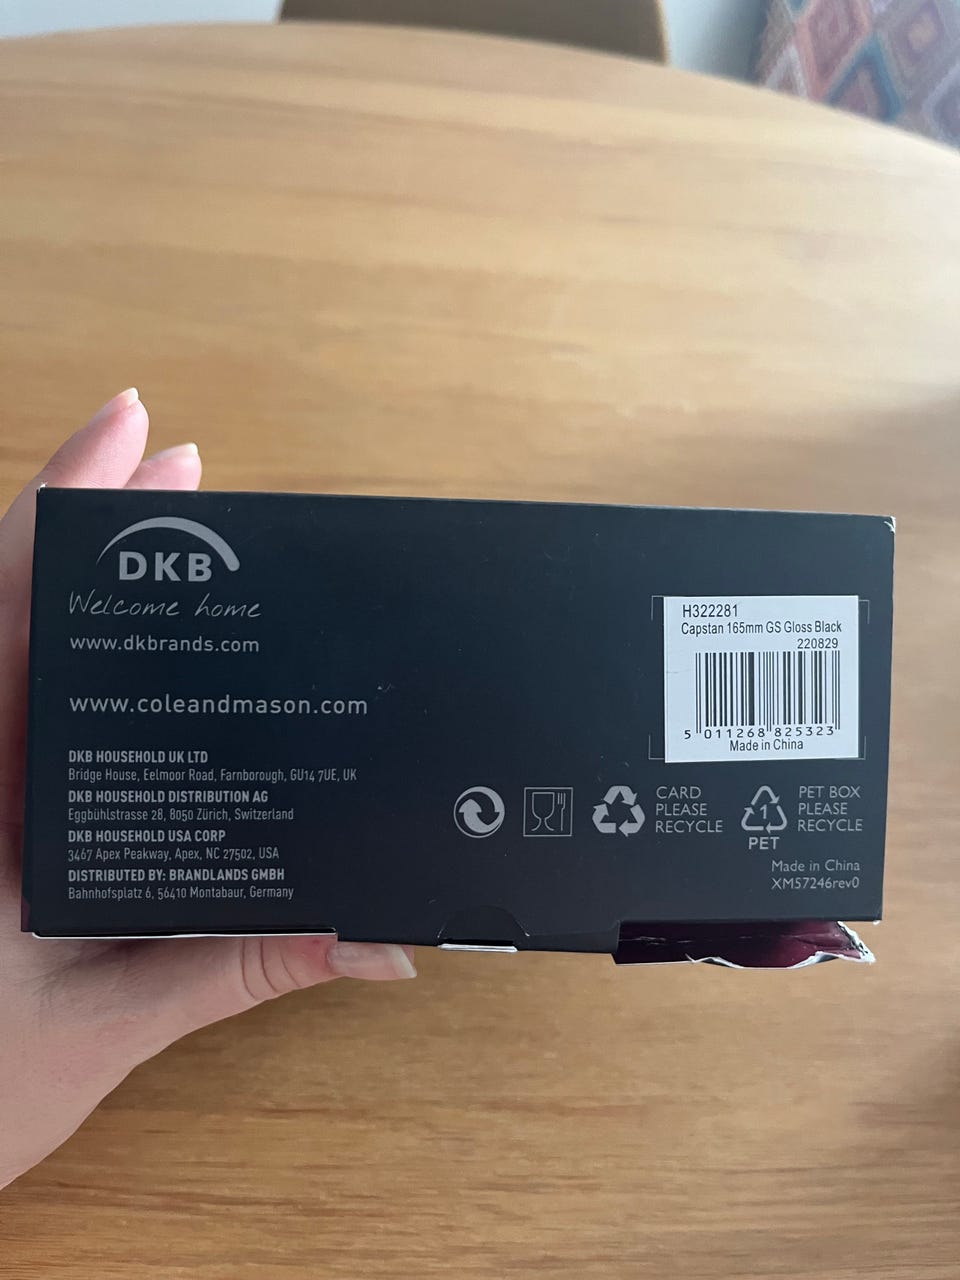 DKB
Welcome home
www.dkbrands.com
www.coleandmason.com
DKB HOUSEHOLD UK LTD
Bridge House, Eelmoor Road, Farnborough, GU14 7UE, UK
DKB HOUSEHOLD DISTRIBUTION AG
Eggbühlstrasse 28, 8050 Zürich, Switzerland
DKB HOUSEHOLD USA CORP
3467 Apex Peakway, Apex, NC 27502, USA
DISTRIBUTED BY: BRANDLANDS GMBH
Bahnhofsplatz 6, 56410 Montabaur, Germany
H322281
Capstan 165mm GS Gloss Black
220829
5 011268 825323
Made in China
CARD
PLEASE
RECYCLE
1
PET
PET BOX
PLEASE
RECYCLE
Made in China
XM57246rev0